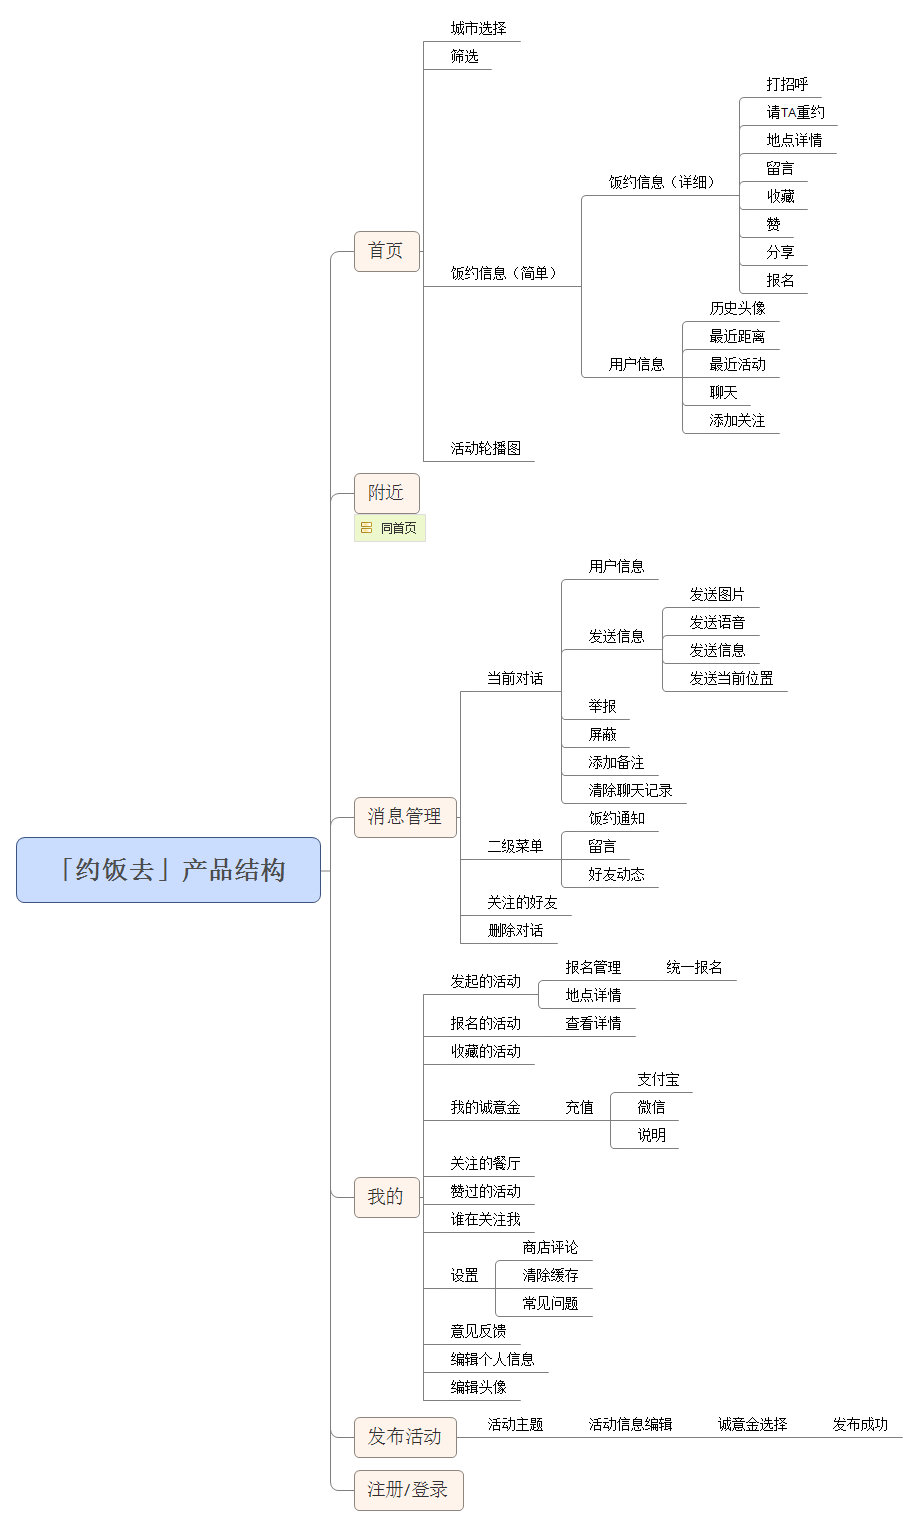 「约饭去」产品结构
首页
城市选择
筛选
饭约信息（简单）
饭约信息（详细）
打招呼
请TA重约
地点详情
留言
收藏
赞
分享
报名
用户信息
历史头像
最近距离
最近活动
聊天
添加关注
活动轮播图
附近
同首页
消息管理
当前对话
用户信息
发送信息
发送图片
发送语音
发送信息
发送当前位置
举报
屏蔽
添加备注
清除聊天记录
二级菜单
饭约通知
留言
好友动态
关注的好友
删除对话
我的
发起的活动
报名管理
统一报名
地点详情
报名的活动
查看详情
收藏的活动
我的诚意金
充值
支付宝
微信
说明
关注的餐厅
赞过的活动
谁在关注我
设置
商店评论
清除缓存
常见问题
意见反馈
编辑个人信息
编辑头像
发布活动
活动主题
活动信息编辑
诚意金选择
发布成功
注册/登录